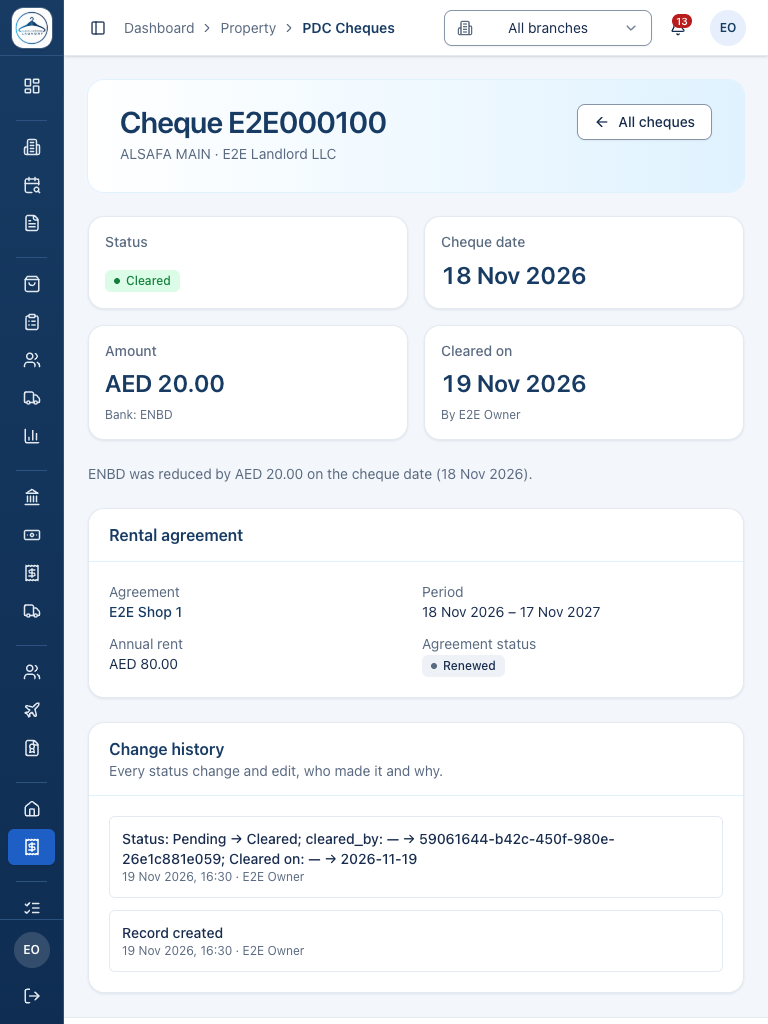 Dashboard > Property > PDC Cheques
All branches
13
EO
Cheque E2E000100
← All cheques
ALSAFA MAIN · E2E Landlord LLC
Status
Cleared
Cheque date
18 Nov 2026
Amount
AED 20.00
Bank: ENBD
Cleared on
19 Nov 2026
By E2E Owner
ENBD was reduced by AED 20.00 on the cheque date (18 Nov 2026).
Rental agreement
Agreement
E2E Shop 1
Period
18 Nov 2026 – 17 Nov 2027
Annual rent
AED 80.00
Agreement status
Renewed
Change history
Every status change and edit, who made it and why.
Status: Pending → Cleared; cleared_by: — → 59061644-b42c-450f-980e-
26e1c881e059; Cleared on: — → 2026-11-19
19 Nov 2026, 16:30 · E2E Owner
Record created
19 Nov 2026, 16:30 · E2E Owner
EO